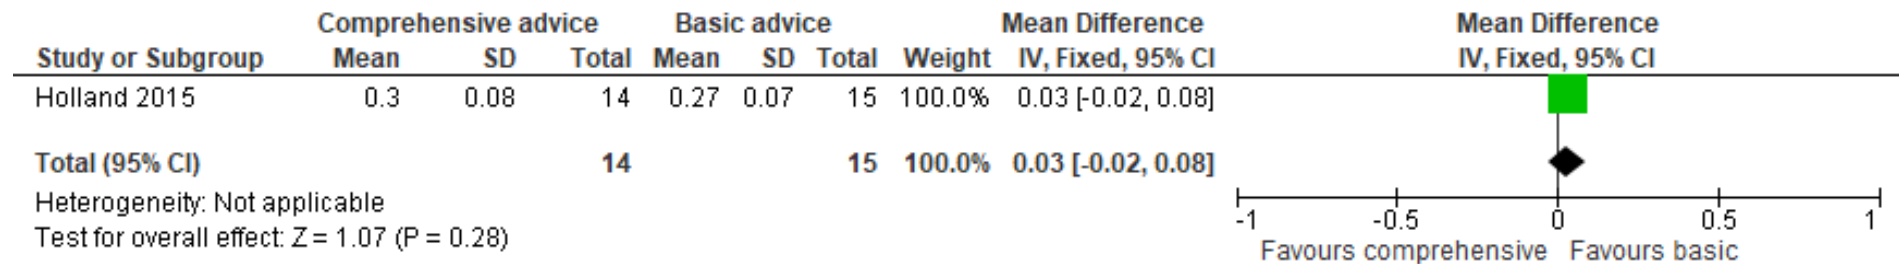 Comprehensive advice Basic advice Mean Difference Mean Difference
Study or Subgroup Mean SD Total Mean SD Total Weight IV, Fixed, 95% CI IV, Fixed, 95% CI
Holland 2015 0.3 0.08 14 0.27 0.07 15 100.0% 0.03 [-0.02, 0.08]
Total (95% CI) 14 15 100.0% 0.03 [-0.02, 0.08]
Heterogeneity: Not applicable
Test for overall effect: Z = 1.07 (P = 0.28)
-1 -0.5 0 0.5 1
Favours comprehensive Favours basic